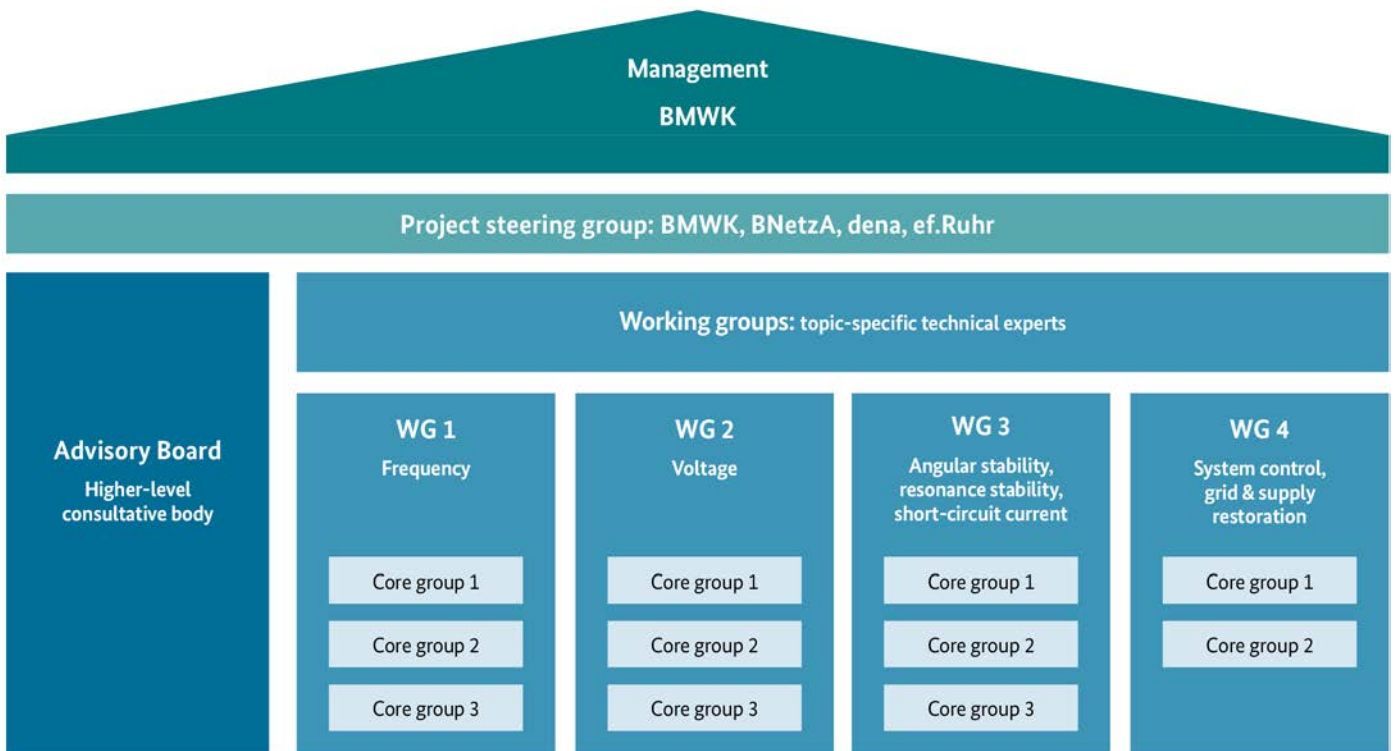 Management
BMWK
Project steering group: BMWK, BNetzA, dena, ef.Ruhr
Advisory Board
Higher-level
consultative body
Working groups: topic-specific technical experts
WG 1
Frequency
Core group 1
Core group 2
Core group 3
WG 2
Voltage
Core group 1
Core group 2
Core group 3
WG 3
Angular stability,
resonance stability,
short-circuit current
Core group 1
Core group 2
Core group 3
WG 4
System control,
grid & supply
restoration
Core group 1
Core group 2